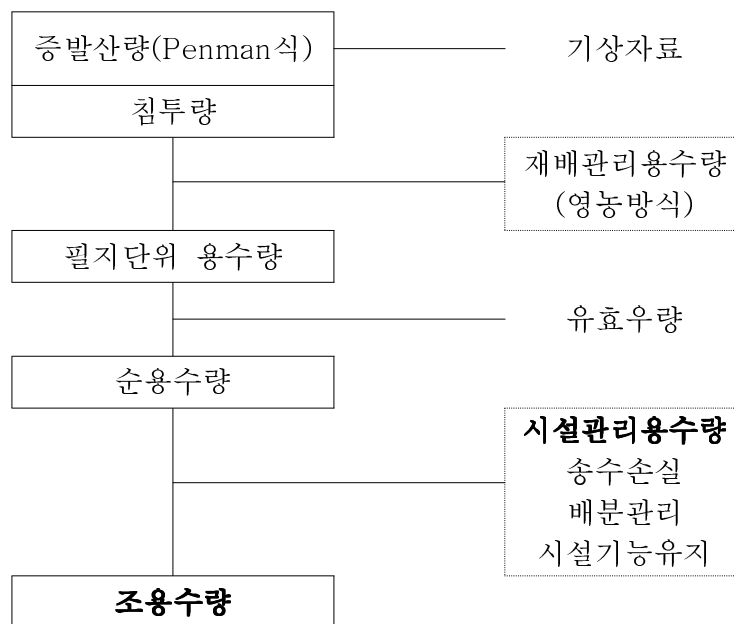 증발산량(Penman식)
기상자료
침투량
재배관리용수량
(영농방식)
필지단위 용수량
유효우량
순용수량
시설관리용수량
송수손실
배분관리
시설기능유지
조용수량